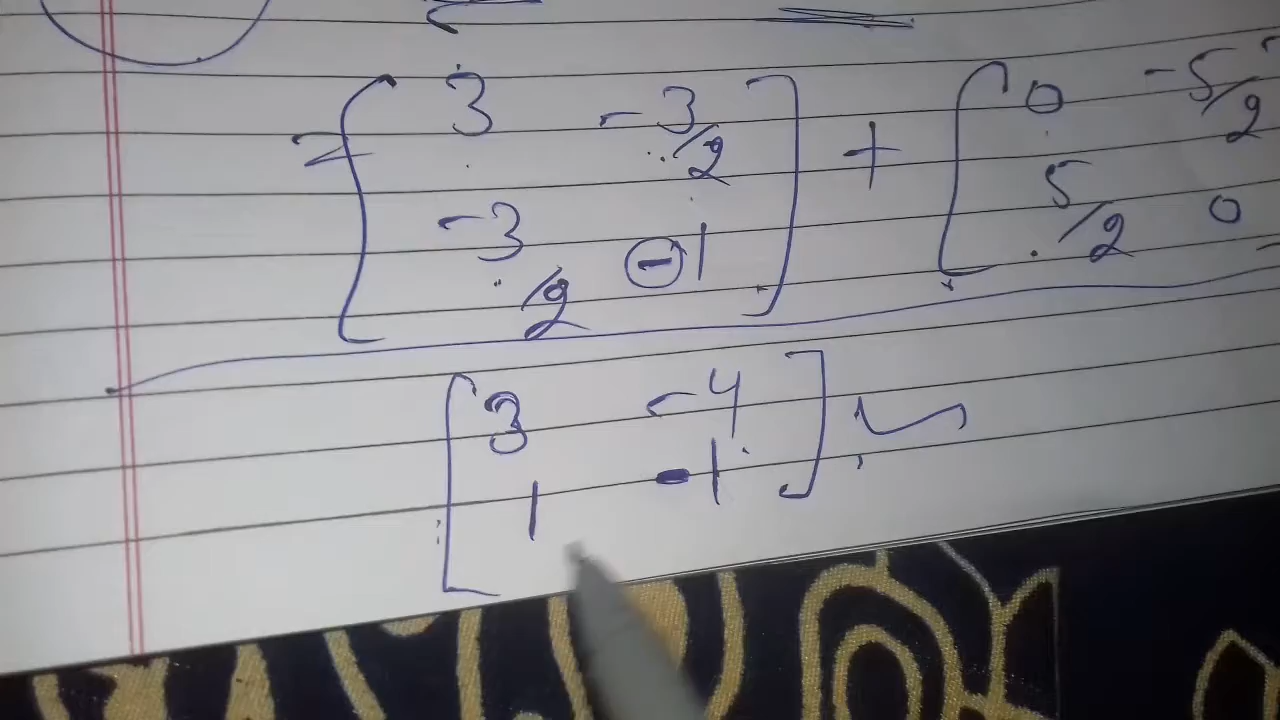 = [ 3 -3/2 ] + [ 0 -5/2 ]
[ -3/2 -1 ] [ 5/2 0 ]
[ 3 -4 ]
[ 1 -1 ]